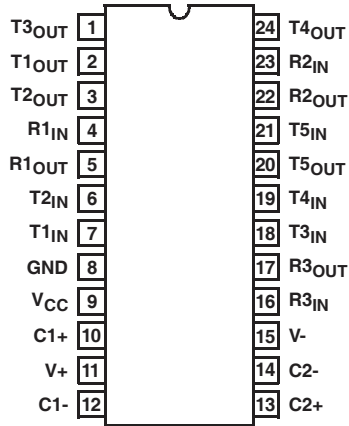 T3OUT 1 24 T4OUT
T1OUT 2 23 R2IN
T2OUT 3 22 R2OUT
R1IN 4 21 T5IN
R1OUT 5 20 T5OUT
T2IN 6 19 T4IN
T1IN 7 18 T3IN
GND 8 17 R3OUT
VCC 9 16 R3IN
C1+ 10 15 V-
V+ 11 14 C2-
C1- 12 13 C2+